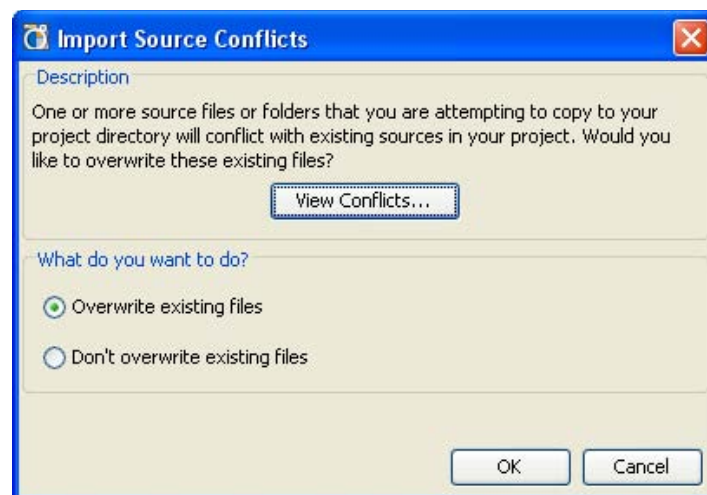 Import Source Conflicts
Description
One or more source files or folders that you are attempting to copy to your
project directory will conflict with existing sources in your project. Would you
like to overwrite these existing files?
View Conflicts...
What do you want to do?
Overwrite existing files
Don't overwrite existing files
OK
Cancel